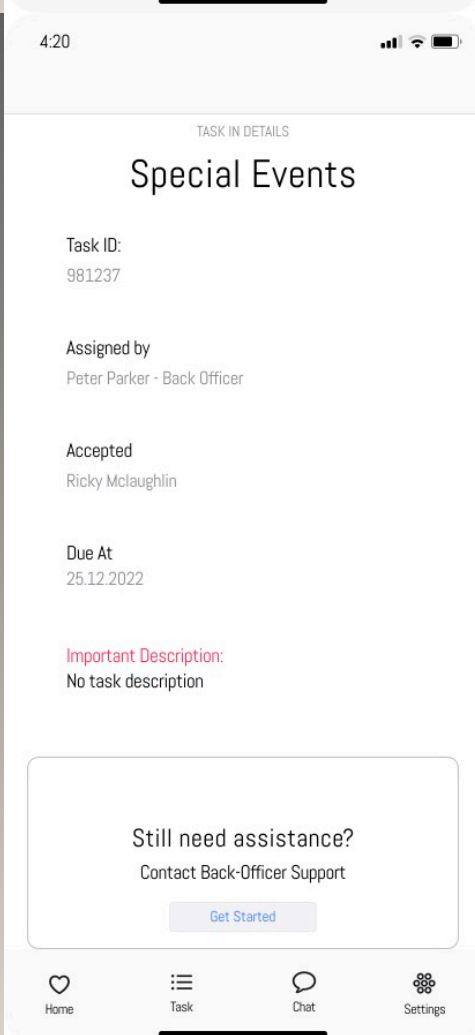 4:20
TASK IN DETAILS
Special Events
Task ID:
981237
Assigned by
Peter Parker - Back Officer
Accepted
Ricky Mclaughlin
Due At
25.12.2022
Important Description:
No task description
Still need assistance?
Contact Back-Officer Support
Get Started
Home Task Chat Settings